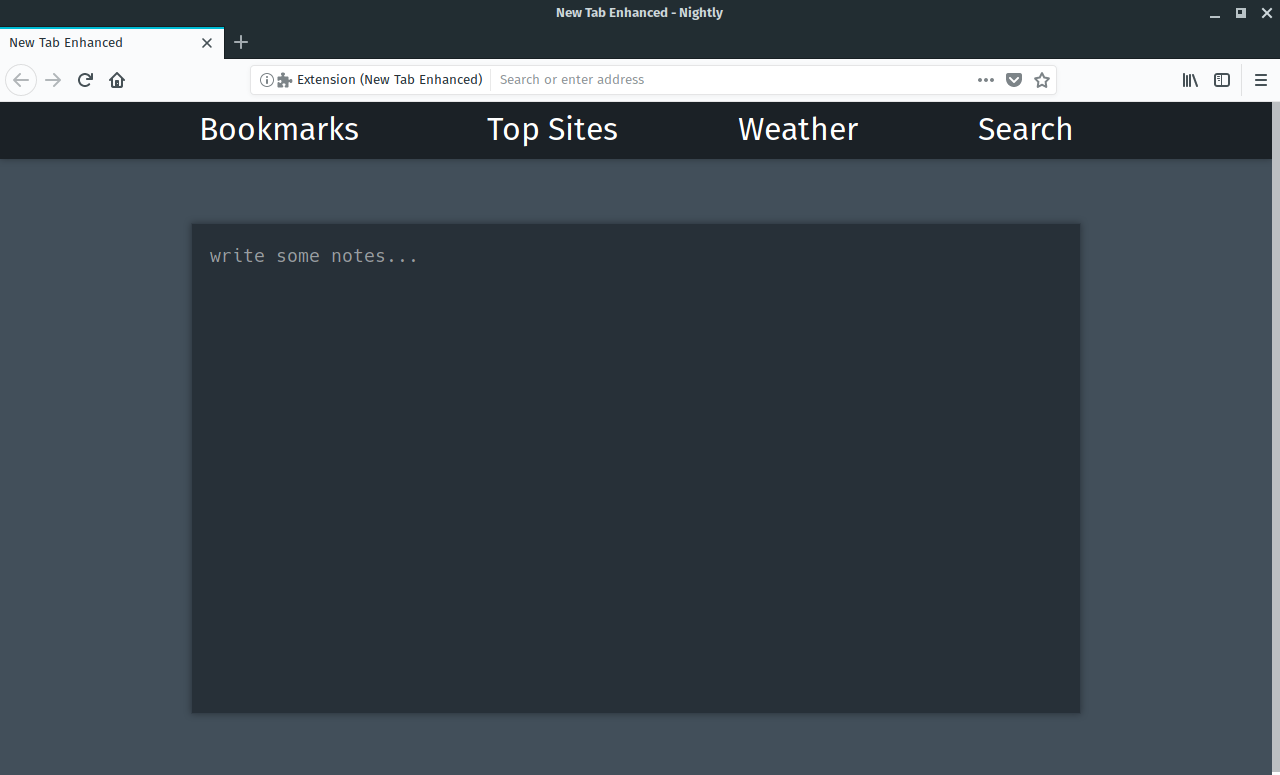 New Tab Enhanced - Nightly
New Tab Enhanced
Extension (New Tab Enhanced) Search or enter address
Bookmarks Top Sites Weather Search
write some notes...